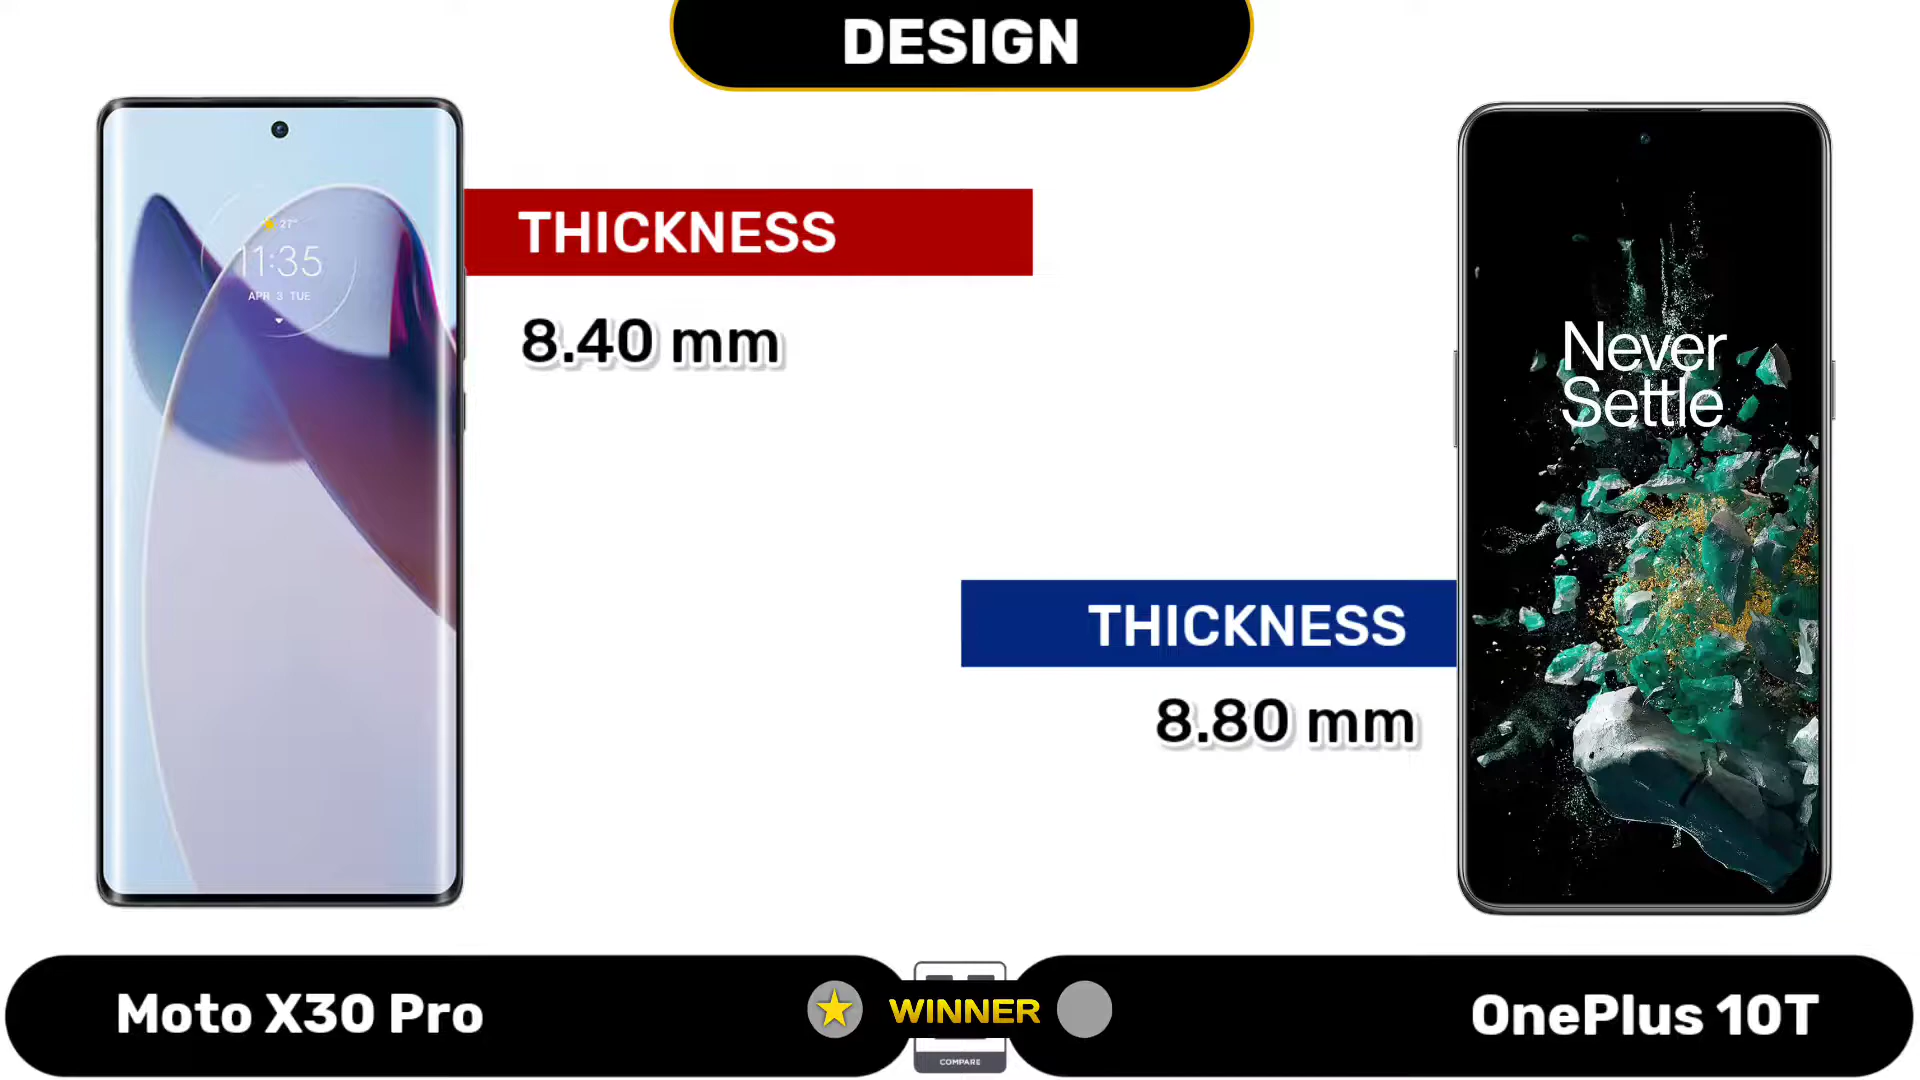 DESIGN
27°
11:35
APR 3 TUE
THICKNESS
8.40 mm
Never
Settle
THICKNESS
8.80 mm
Moto X30 Pro
WINNER
OnePlus 10T
COMPARE